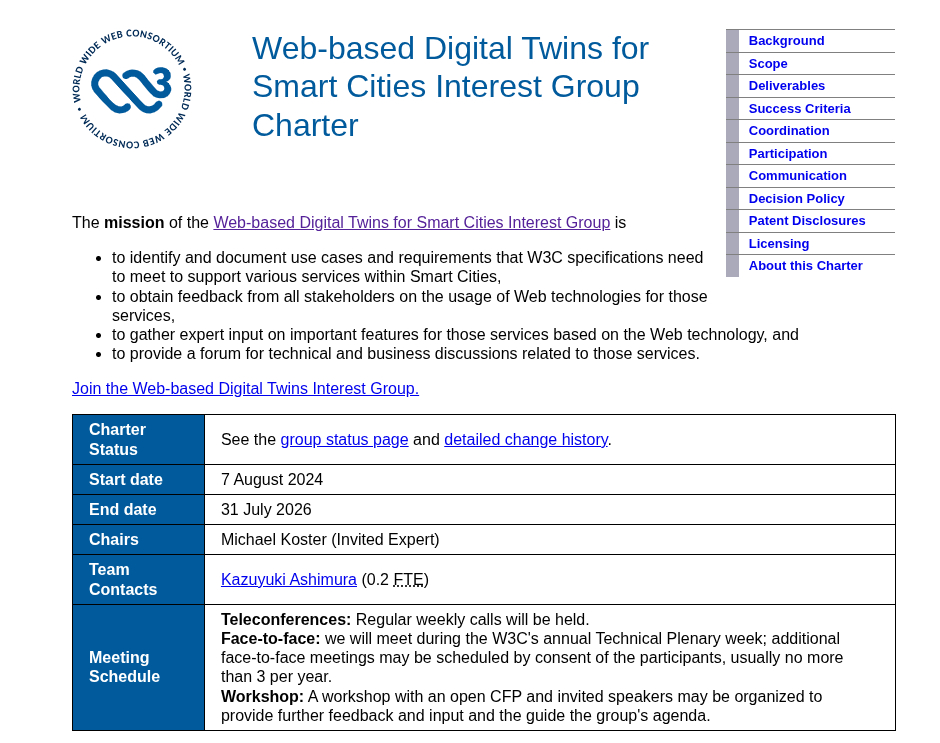 WORLD WIDE WEB CONSORTIUM • WORLD WIDE WEB CONSORTIUM •
Web-based Digital Twins for
Smart Cities Interest Group
Charter
Background
Scope
Deliverables
Success Criteria
Coordination
Participation
Communication
Decision Policy
Patent Disclosures
Licensing
About this Charter
The mission of the Web-based Digital Twins for Smart Cities Interest Group is
• to identify and document use cases and requirements that W3C specifications need
to meet to support various services within Smart Cities,
• to obtain feedback from all stakeholders on the usage of Web technologies for those
services,
• to gather expert input on important features for those services based on the Web technology, and
• to provide a forum for technical and business discussions related to those services.
Join the Web-based Digital Twins Interest Group.
Charter
Status
See the group status page and detailed change history.
Start date
7 August 2024
End date
31 July 2026
Chairs
Michael Koster (Invited Expert)
Team
Contacts
Kazuyuki Ashimura (0.2 FTE)
Meeting
Schedule
Teleconferences: Regular weekly calls will be held.
Face-to-face: we will meet during the W3C's annual Technical Plenary week; additional
face-to-face meetings may be scheduled by consent of the participants, usually no more
than 3 per year.
Workshop: A workshop with an open CFP and invited speakers may be organized to
provide further feedback and input and the guide the group's agenda.